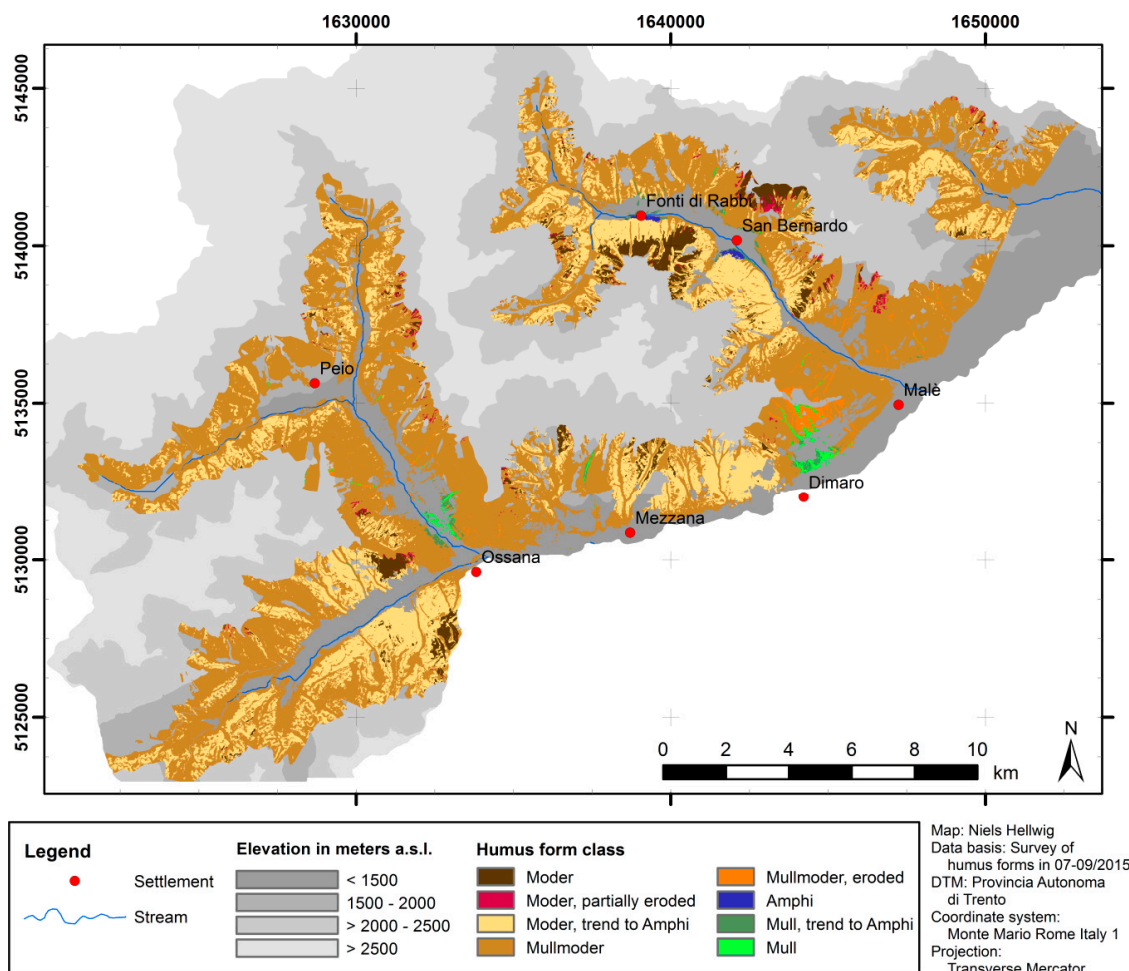 1630000
1640000
1650000
5145000
5140000
5135000
5130000
5125000
Fonti di Rabbi
San Bernardo
Peio
Malè
Dimaro
Mezzana
Ossana
N
0 2 4 6 8 10
km
Legend
Settlement
Stream
Elevation in meters a.s.l.
< 1500
1500 - 2000
> 2000 - 2500
> 2500
Humus form class
Moder
Moder, partially eroded
Moder, trend to Amphi
Mullmoder
Mullmoder, eroded
Amphi
Mull, trend to Amphi
Mull
Map: Niels Hellwig
Data basis: Survey of
humus forms in 07-09/2015
DTM: Provincia Autonoma
di Trento
Coordinate system:
Monte Mario Rome Italy 1
Projection:
Transverse Mercator